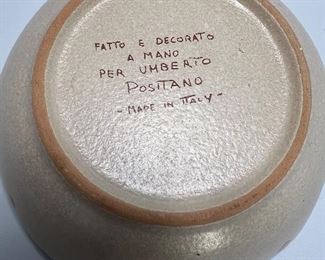 FATTO E DECORATO
A MANO
PER UMBERTO
POSITANO
- MADE IN ITALY -